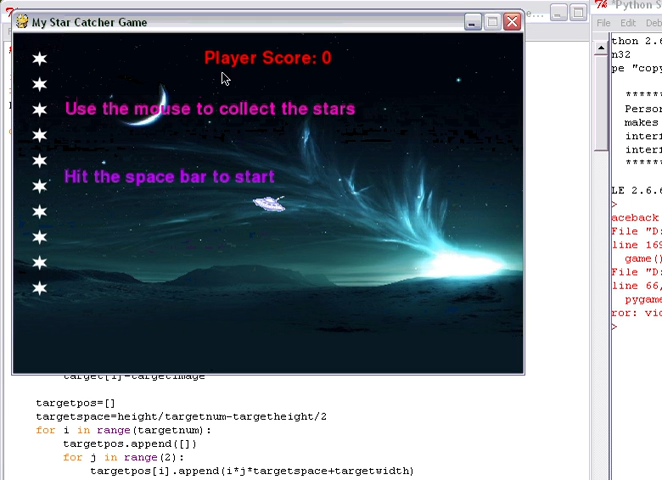 My Star Catcher Game
Player Score: 0
Use the mouse to collect the stars
Hit the space bar to start
targetpos=[]
targetspace=height/targetnum-targetheight/2
for i in range(targetnum):
targetpos.append([])
for j in range(2):
targetpos[i].append(i*j*targetspace+targetwidth)
*Python S
File Edit Deb
thon 2.6
n32
pe "copy
******
Person
makes
interf
interf
******
LE 2.6.6
>
aceback
File "D:
line 169
game()
File "D:
line 66,
pygame
ror: vid
>